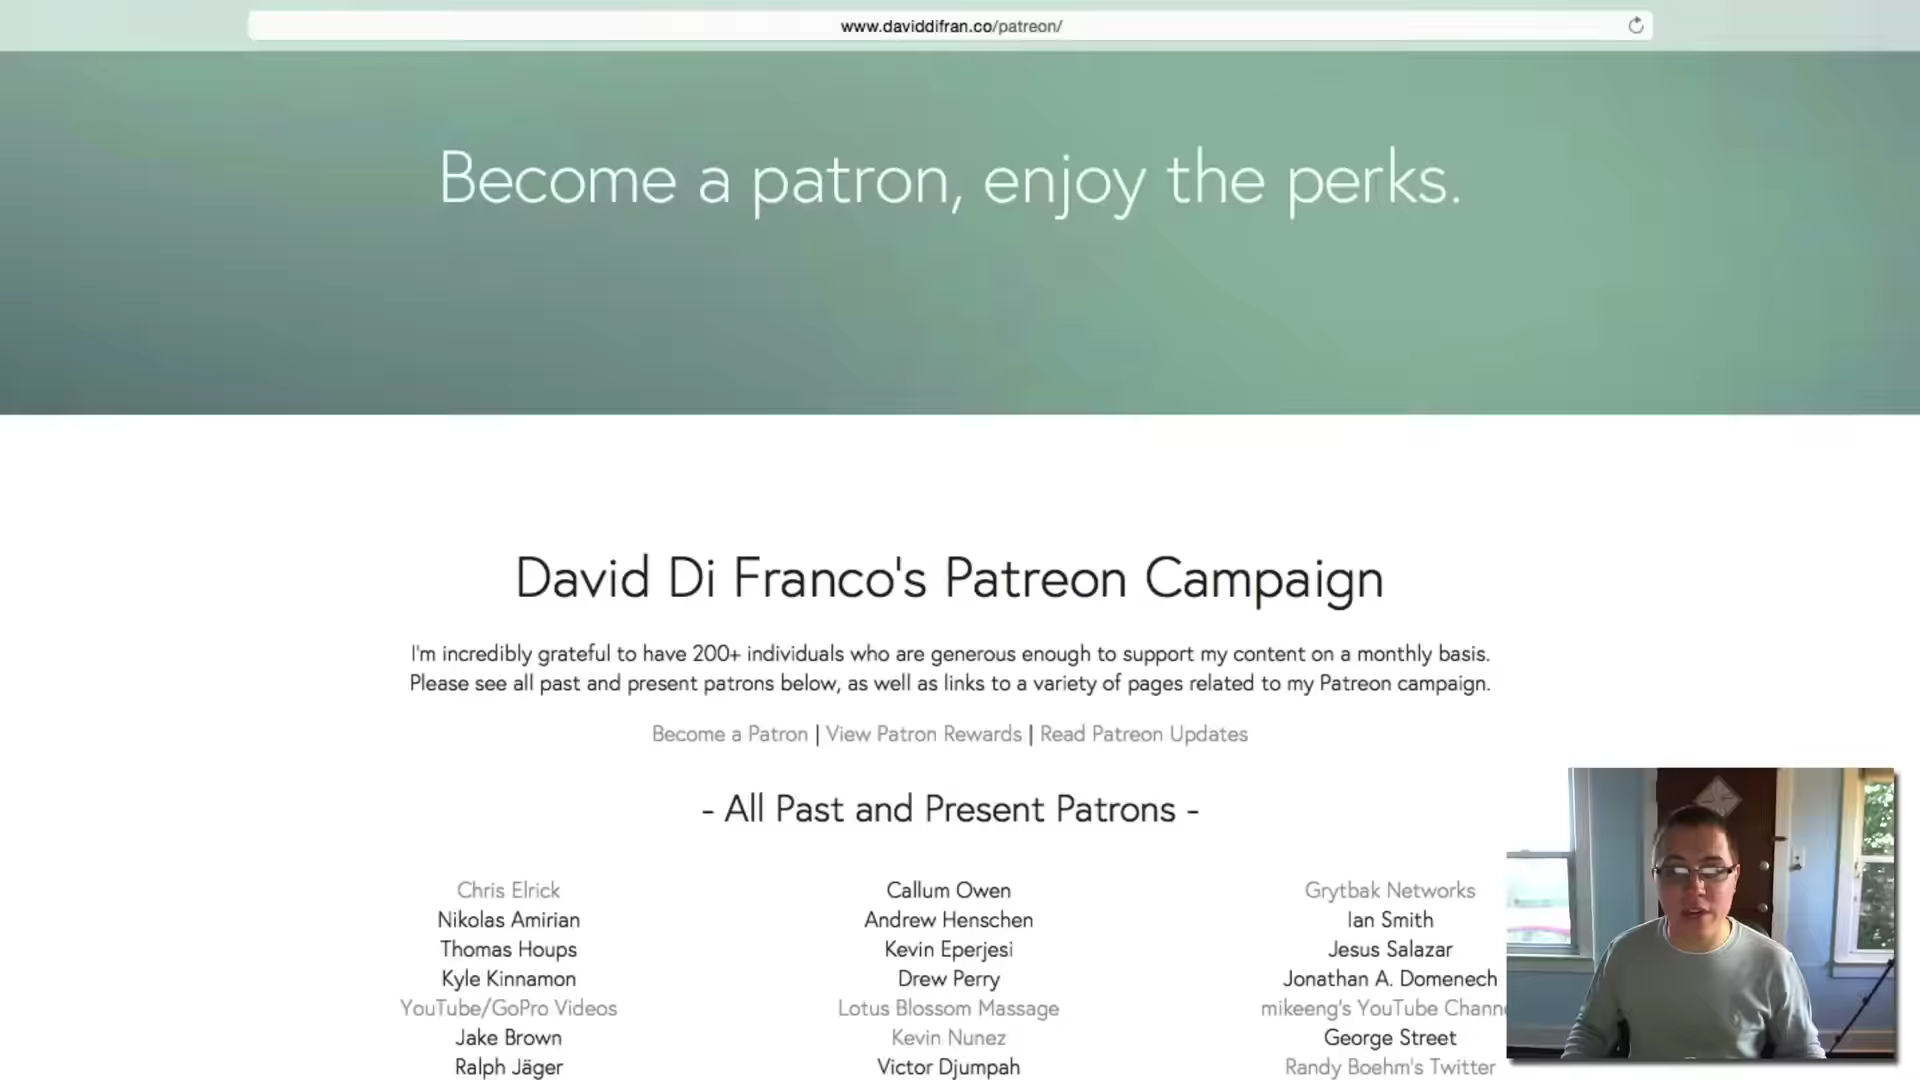 www.daviddifran.co/patreon/
Become a patron, enjoy the perks.
David Di Franco's Patreon Campaign
I'm incredibly grateful to have 200+ individuals who are generous enough to support my content on a monthly basis.
Please see all past and present patrons below, as well as links to a variety of pages related to my Patreon campaign.
Become a Patron | View Patron Rewards | Read Patreon Updates
- All Past and Present Patrons -
Chris Elrick
Nikolas Amirian
Thomas Houps
Kyle Kinnamon
YouTube/GoPro Videos
Jake Brown
Ralph Jäger
Callum Owen
Andrew Henschen
Kevin Eperjesi
Drew Perry
Lotus Blossom Massage
Kevin Nunez
Victor Djumpah
Grytbak Networks
Ian Smith
Jesus Salazar
Jonathan A. Domenech
mikeeng's YouTube
George Street
Randy Boehm's Twitter